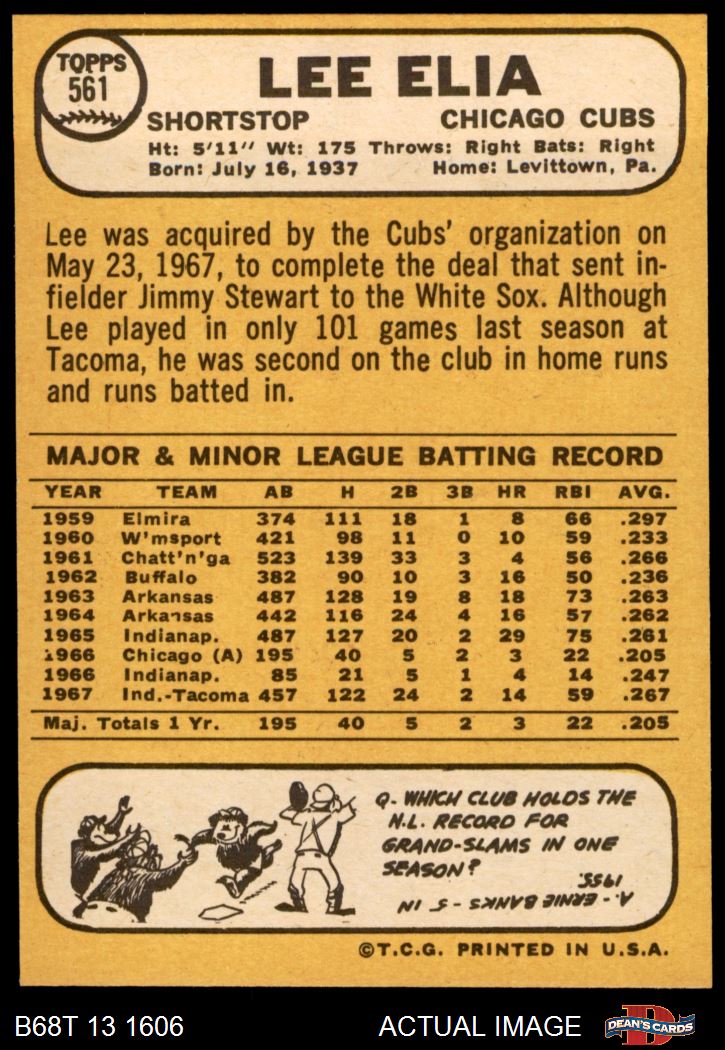 TOPPS
561
LEE ELIA
SHORTSTOP CHICAGO CUBS
Ht: 5'11" Wt: 175 Throws: Right Bats: Right
Born: July 16, 1937 Home: Levittown, Pa.
Lee was acquired by the Cubs' organization on
May 23, 1967, to complete the deal that sent in-
fielder Jimmy Stewart to the White Sox. Although
Lee played in only 101 games last season at
Tacoma, he was second on the club in home runs
and runs batted in.
MAJOR & MINOR LEAGUE BATTING RECORD
YEAR TEAM AB H 2B 3B HR RBI AVG.
1959 Elmira 374 111 18 1 8 66 .297
1960 W'msport 421 98 11 0 10 59 .233
1961 Chatt'n'ga 523 139 33 3 4 56 .266
1962 Buffalo 382 90 10 3 16 50 .236
1963 Arkansas 487 128 19 8 18 73 .263
1964 Arkansas 442 116 24 4 16 57 .262
1965 Indianap. 487 127 20 2 29 75 .261
1966 Chicago (A) 195 40 5 2 3 22 .205
1966 Indianap. 85 21 5 1 4 14 .247
1967 Ind.-Tacoma 457 122 24 2 14 59 .267
Maj. Totals 1 Yr. 195 40 5 2 3 22 .205
Q- WHICH CLUB HOLDS THE
N.L. RECORD FOR
GRAND-SLAMS IN ONE
SEASON?
A- ERNIE BANKS - 5 - IN
1955.
©T.C.G. PRINTED IN U.S.A.
B68T 13 1606 ACTUAL IMAGE
DEAN'S CARDS